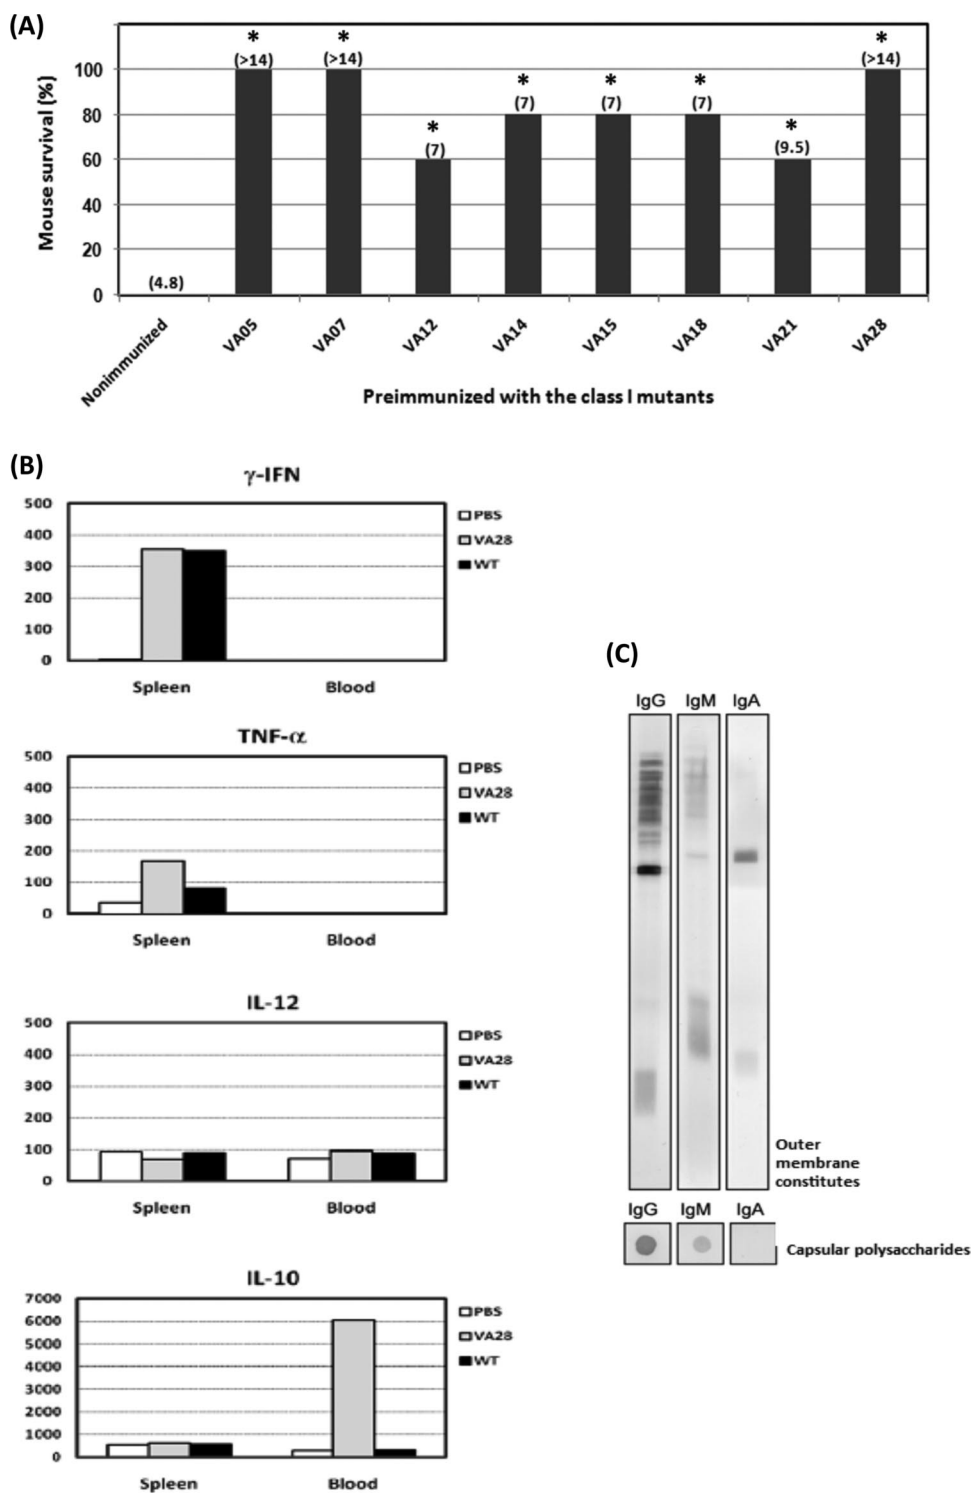 (A)
Mouse survival (%)
100
80
60
40
20
0
(4.8)
*
(>14)
*
(>14)
*
(7)
*
(7)
*
(7)
*
(7)
*
(9.5)
*
(>14)
Nonimmunized
VA05
VA07
VA12
VA14
VA15
VA18
VA21
VA28
Preimmunized with the class I mutants
(B)
γ-IFN
500
400
300
200
100
0
PBS
VA28
WT
Spleen Blood
TNF-α
500
400
300
200
100
0
PBS
VA28
WT
Spleen Blood
IL-12
500
400
300
200
100
0
PBS
VA28
WT
Spleen Blood
IL-10
7000
6000
5000
4000
3000
2000
1000
0
PBS
VA28
WT
Spleen Blood
(C)
IgG IgM IgA
Outer
membrane
constitutes
IgG IgM IgA
Capsular polysaccharides